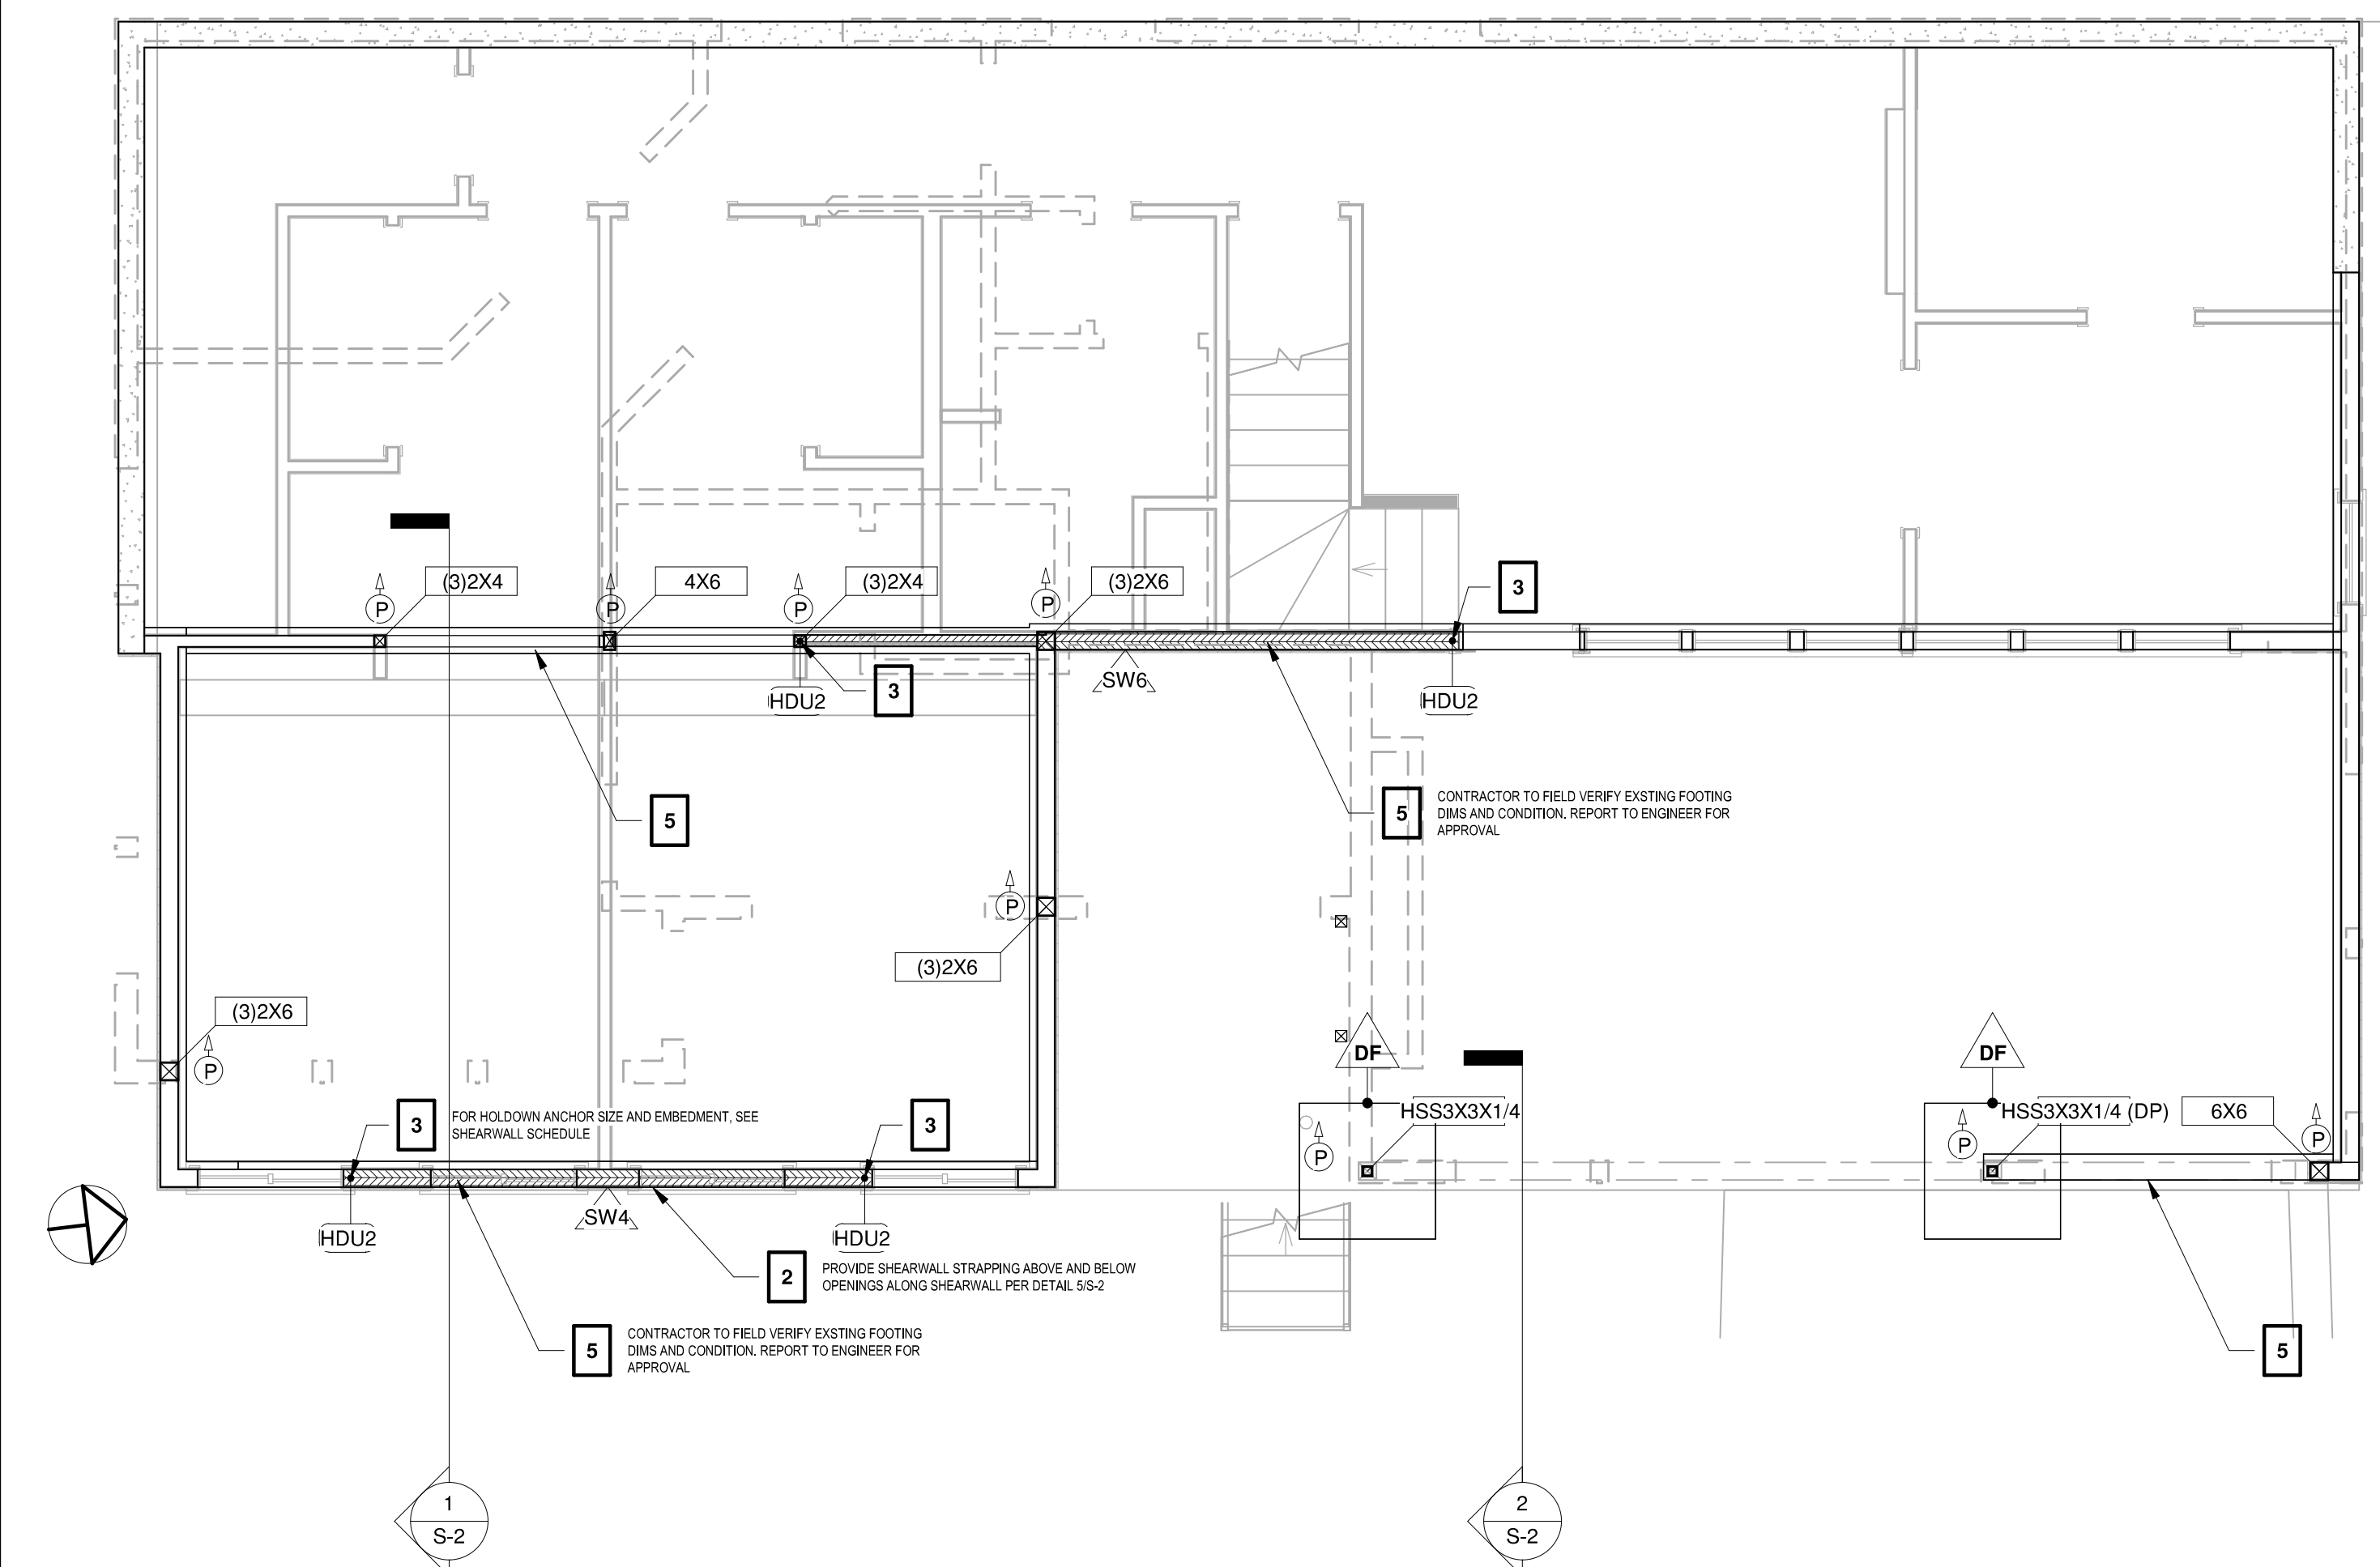 (3)2X4
4X6
(3)2X4
(3)2X6
3
P
P
P
P
3
SW6
HDU2
HDU2
5
5
CONTRACTOR TO FIELD VERIFY EXSTING FOOTING
DIMS AND CONDITION. REPORT TO ENGINEER FOR
APPROVAL
P
(3)2X6
(3)2X6
P
DF
DF
3
FOR HOLDOWN ANCHOR SIZE AND EMBEDMENT, SEE
SHEARWALL SCHEDULE
3
HSS3X3X1/4
HSS3X3X1/4 (DP)
6X6
P
P
P
SW4
HDU2
HDU2
2
PROVIDE SHEARWALL STRAPPING ABOVE AND BELOW
OPENINGS ALONG SHEARWALL PER DETAIL 5/S-2
5
CONTRACTOR TO FIELD VERIFY EXSTING FOOTING
DIMS AND CONDITION. REPORT TO ENGINEER FOR
APPROVAL
5
1
S-2
2
S-2